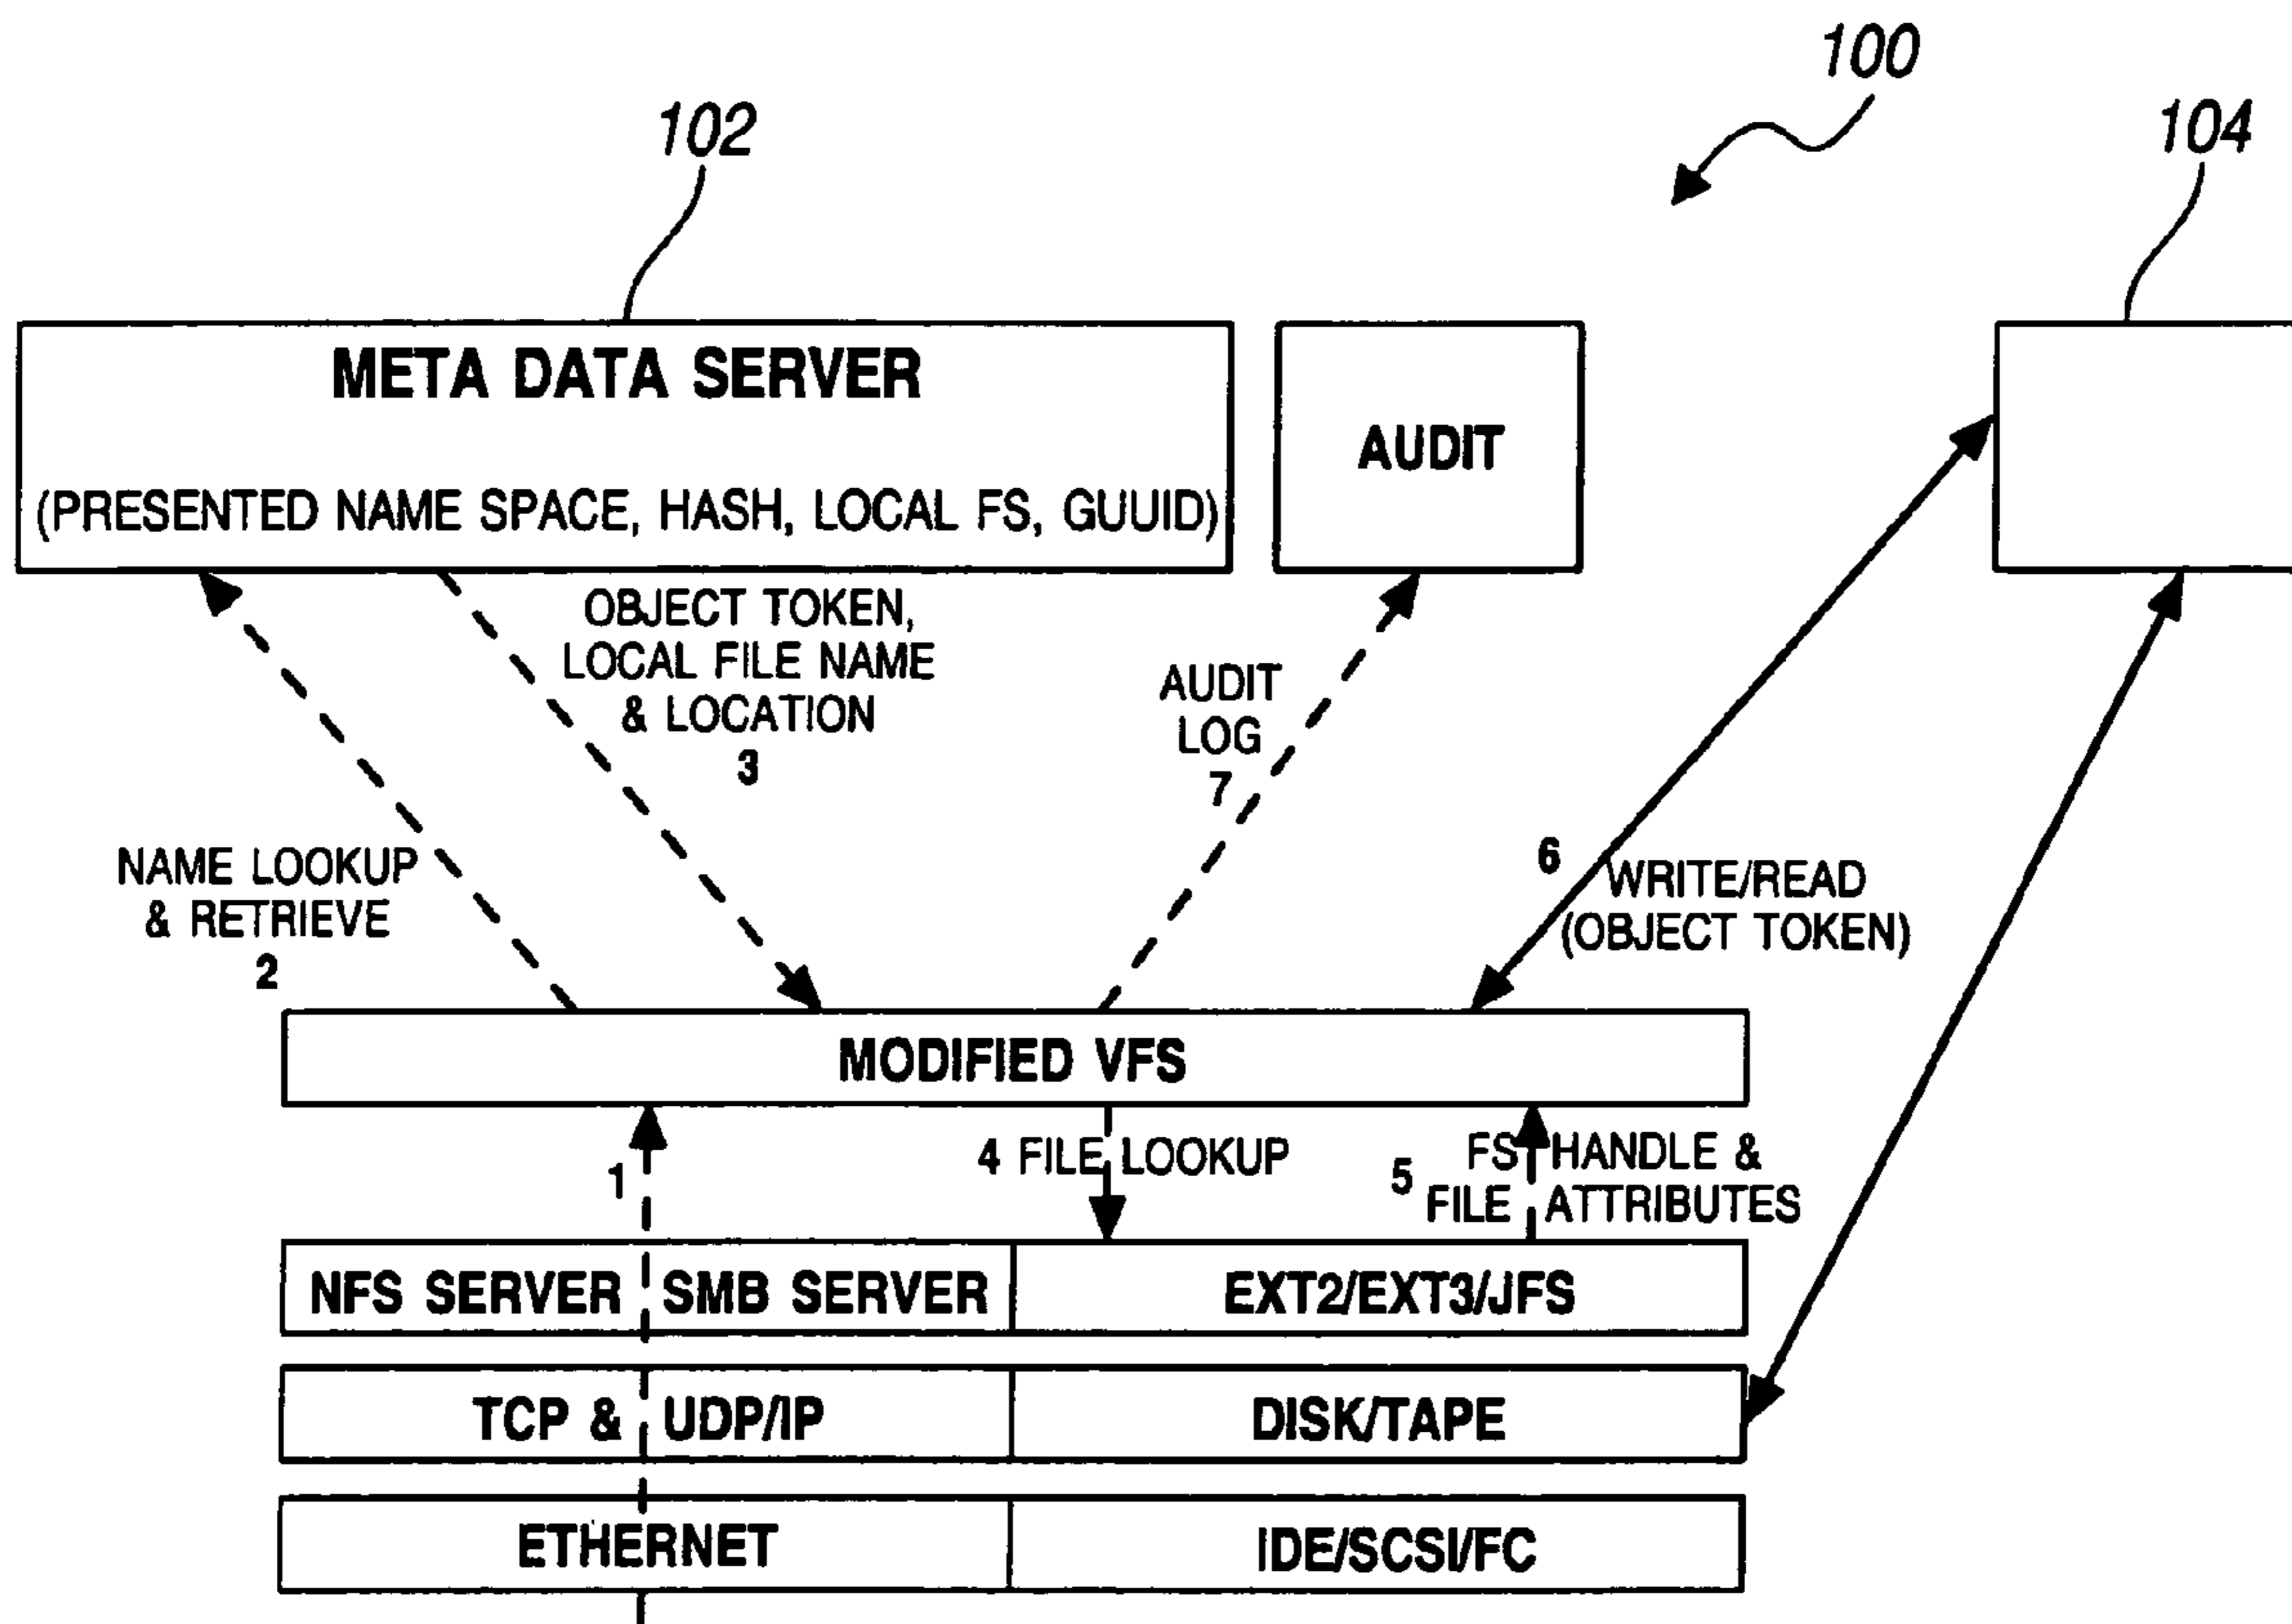 100
102
104
META DATA SERVER
(PRESENTED NAME SPACE, HASH, LOCAL FS, GUUID)
AUDIT
OBJECT TOKEN,
LOCAL FILE NAME
& LOCATION
3
AUDIT
LOG
7
NAME LOOKUP
& RETRIEVE
2
6
WRITE/READ
(OBJECT TOKEN)
MODIFIED VFS
1
4 FILE LOOKUP
5
FS HANDLE &
FILE ATTRIBUTES
NFS SERVER SMB SERVER
EXT2/EXT3/JFS
TCP & UDP/IP
DISK/TAPE
ETHERNET
IDE/SCSI/FC